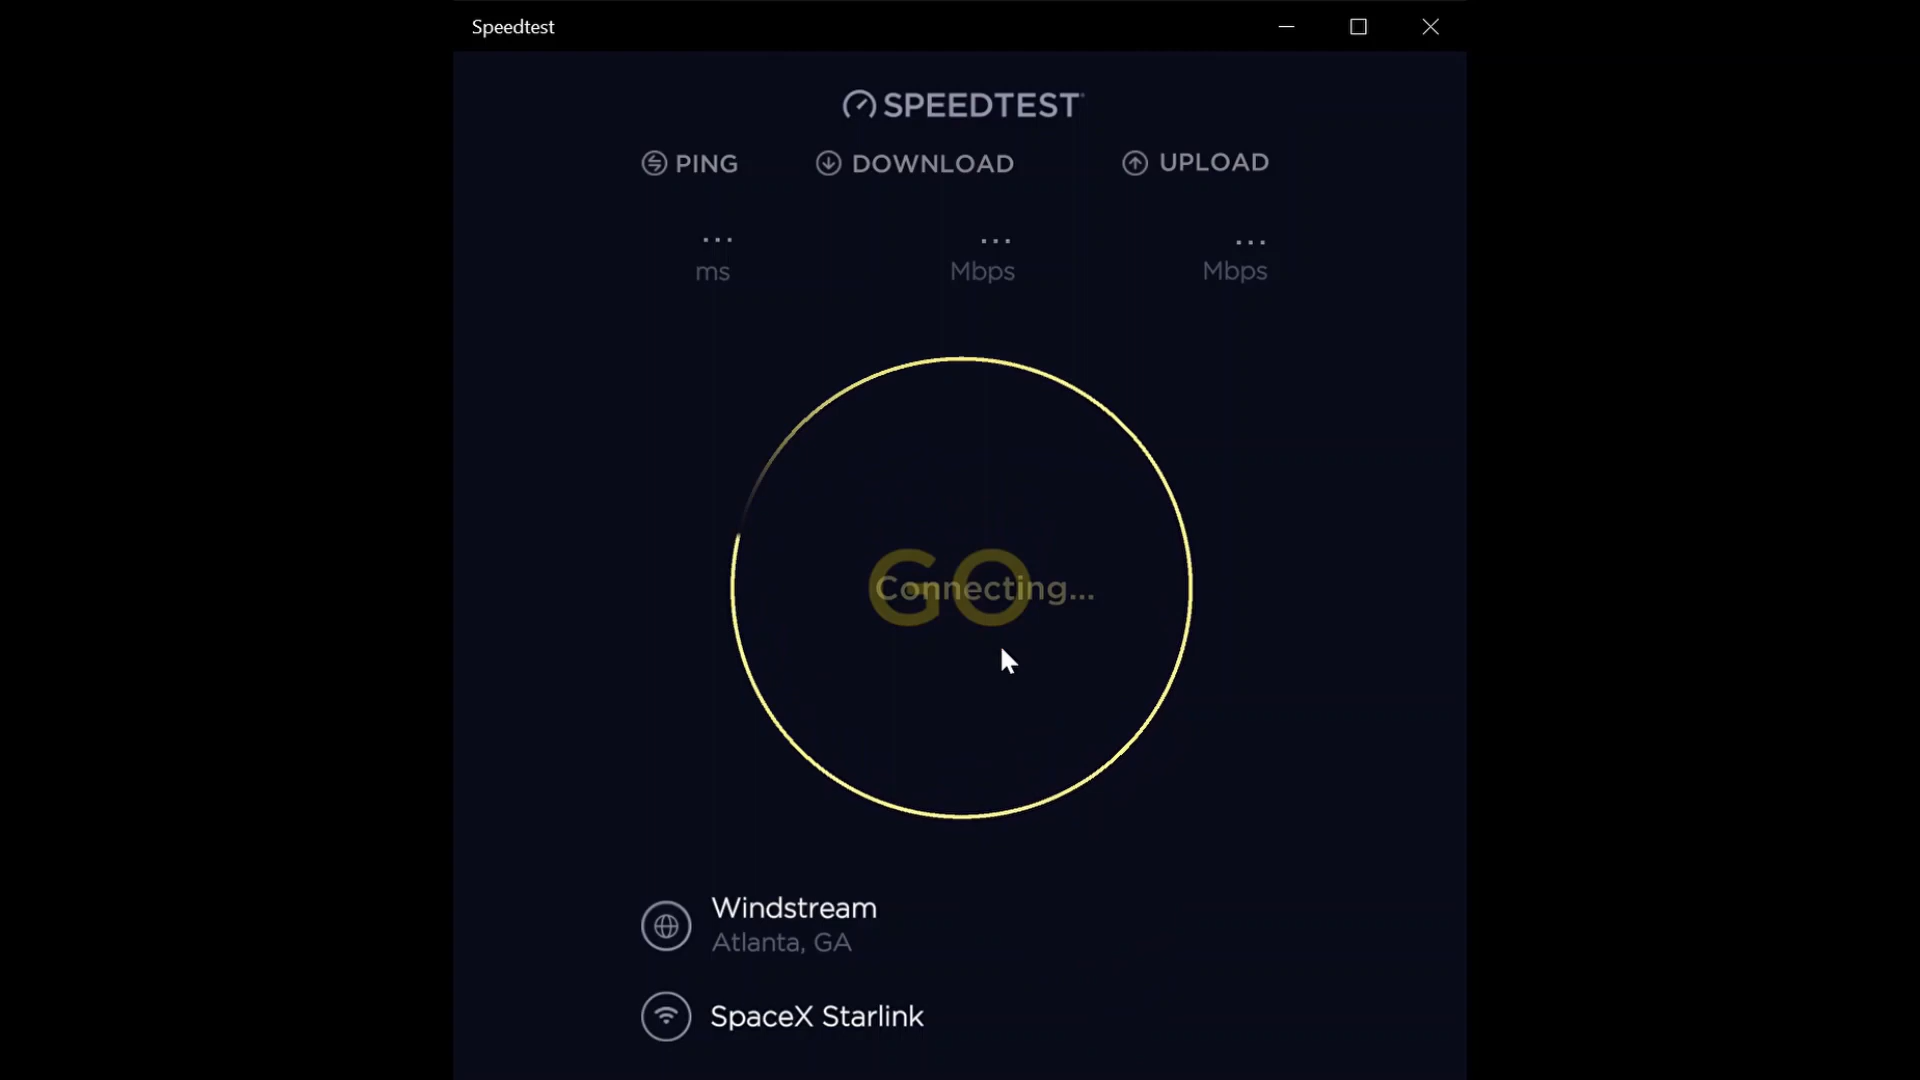 Speedtest
SPEEDTEST
PING DOWNLOAD UPLOAD
... ... ...
ms Mbps Mbps
GO
Connecting...
Windstream
Atlanta, GA
SpaceX Starlink